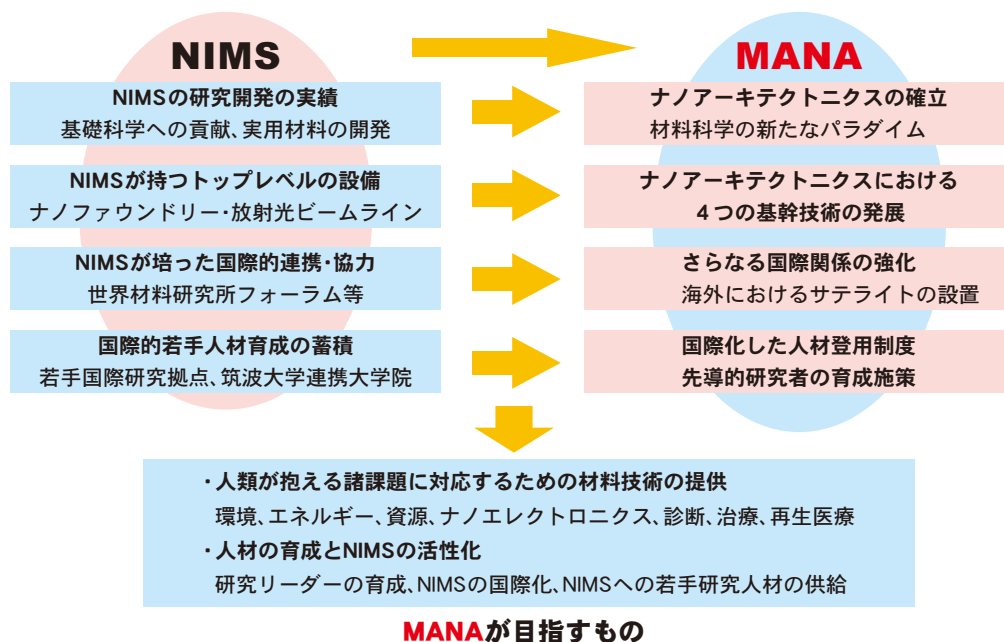 NIMS
MANA
NIMSの研究開発の実績
基礎科学への貢献、実用材料の開発
ナノアーキテクトニクスの確立
材料科学の新たなパラダイム
NIMSが持つトップレベルの設備
ナノファウンドリー・放射光ビームライン
ナノアーキテクトニクスにおける
4つの基幹技術の発展
NIMSが培った国際的連携・協力
世界材料研究所フォーラム等
さらなる国際関係の強化
海外におけるサテライトの設置
国際的若手人材育成の蓄積
若手国際研究拠点、筑波大学連携大学院
国際化した人材登用制度
先導的研究者の育成施策
・人類が抱える諸課題に対応するための材料技術の提供
環境、エネルギー、資源、ナノエレクトロニクス、診断、治療、再生医療
・人材の育成とNIMSの活性化
研究リーダーの育成、NIMSの国際化、NIMSへの若手研究人材の供給
MANAが目指すもの